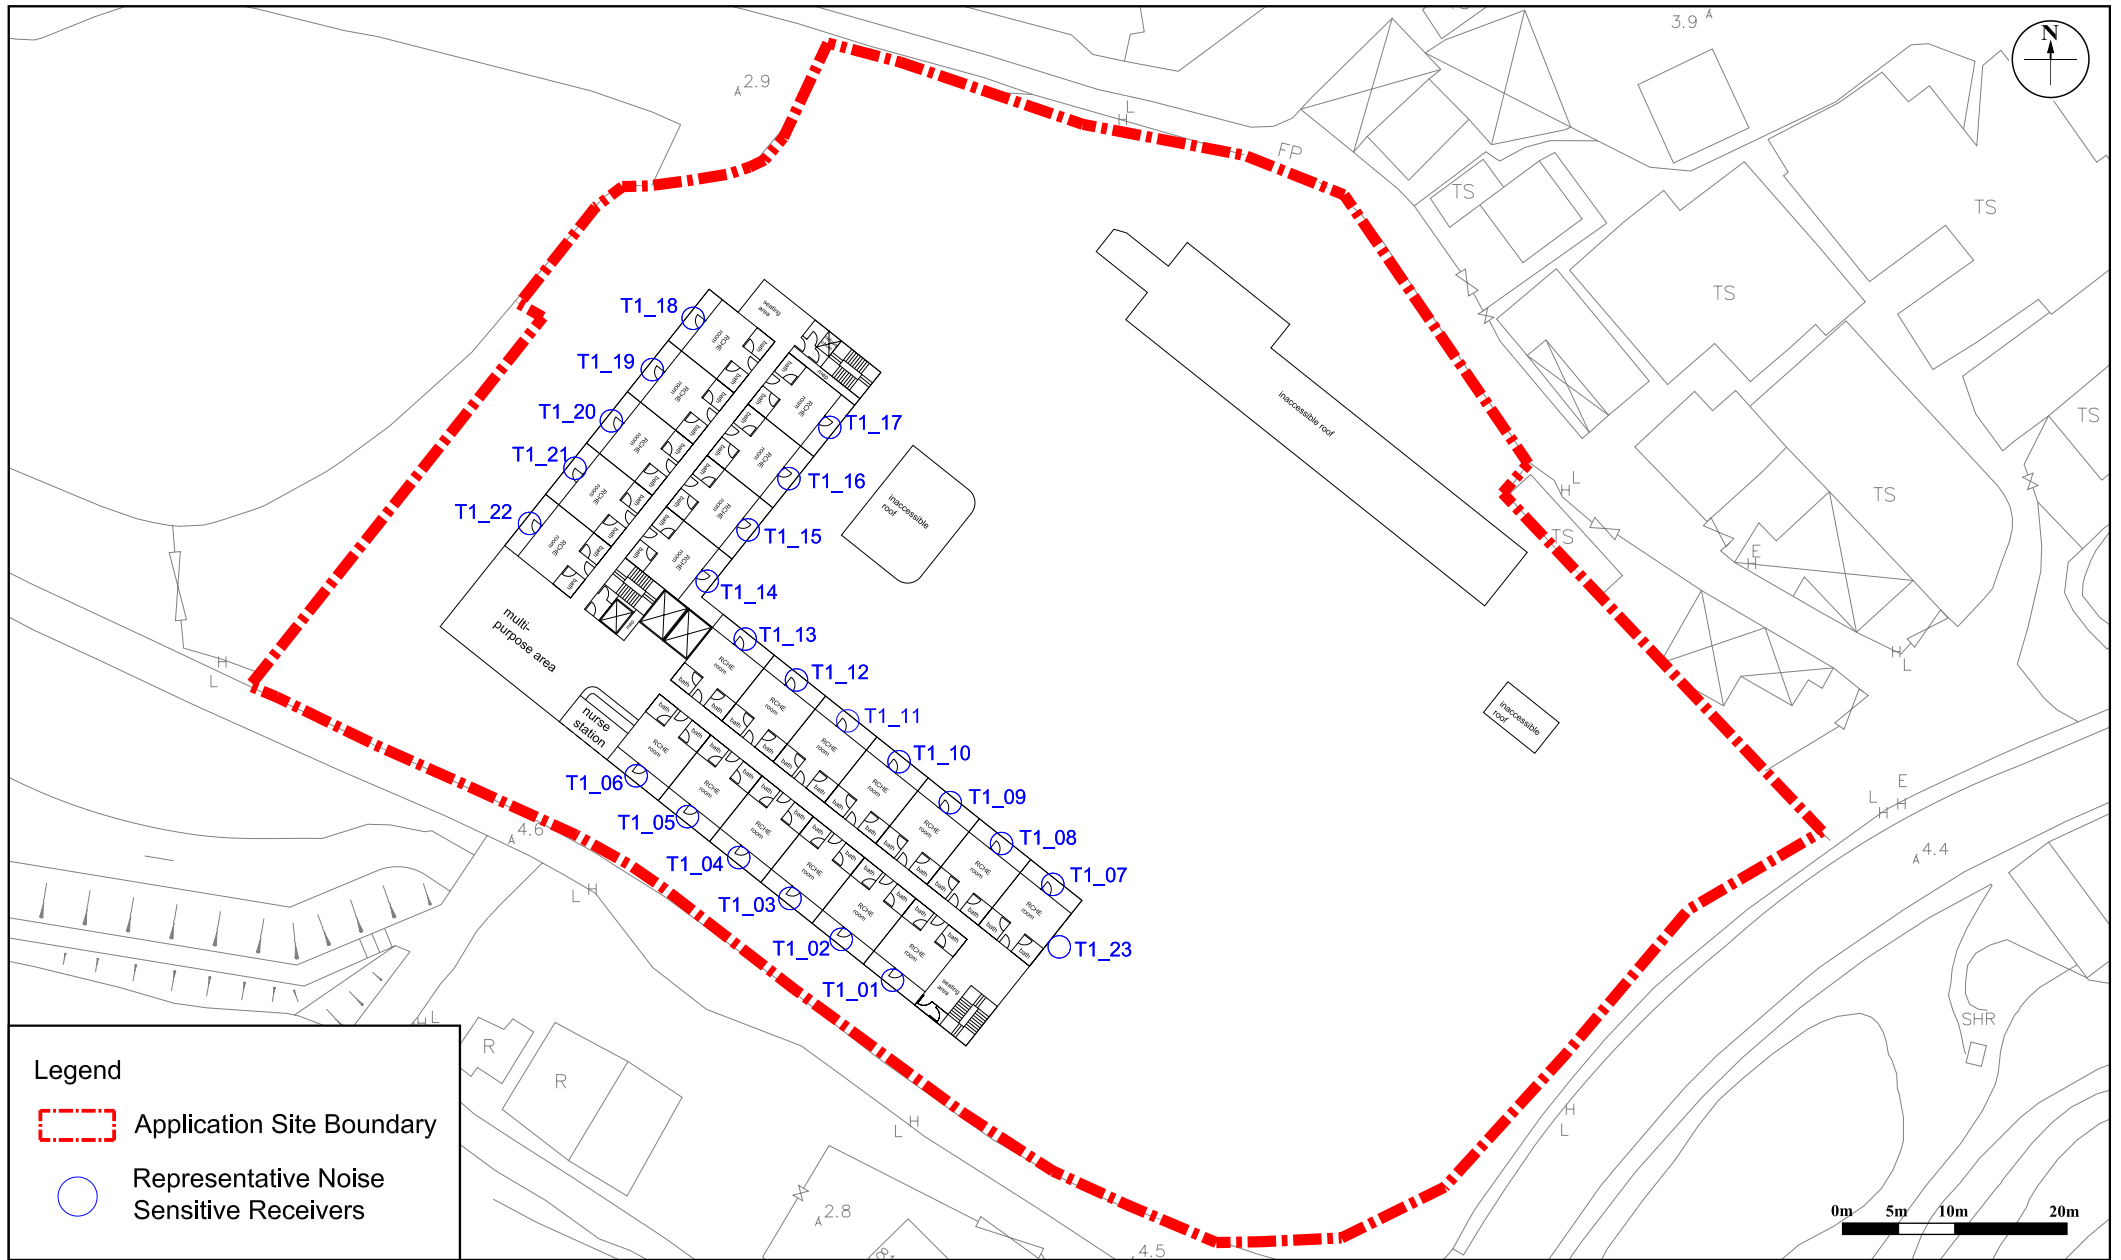 3.9
N
2.9
L
H
FP
TS
TS
TS
TS
TS
TS
seating
area
T1_18
T1_19
T1_20
T1_21
T1_22
T1_17
T1_16
T1_15
T1_14
T1_13
T1_12
T1_11
T1_10
T1_09
T1_08
T1_07
T1_23
T1_06
T1_05
T1_04
T1_03
T1_02
T1_01
RCHE
room
bath
inaccessible
roof
inaccessible roof
inaccessible
roof
multi-
purpose area
nurse
station
seating
area
H
L
L
H
E
H
H
L
E
L
H
H
4.6
4.4
L
H
SHR
R
R
H
L
H
L
2.8
4.5
Legend
Application Site Boundary
Representative Noise
Sensitive Receivers
0m 5m 10m 20m